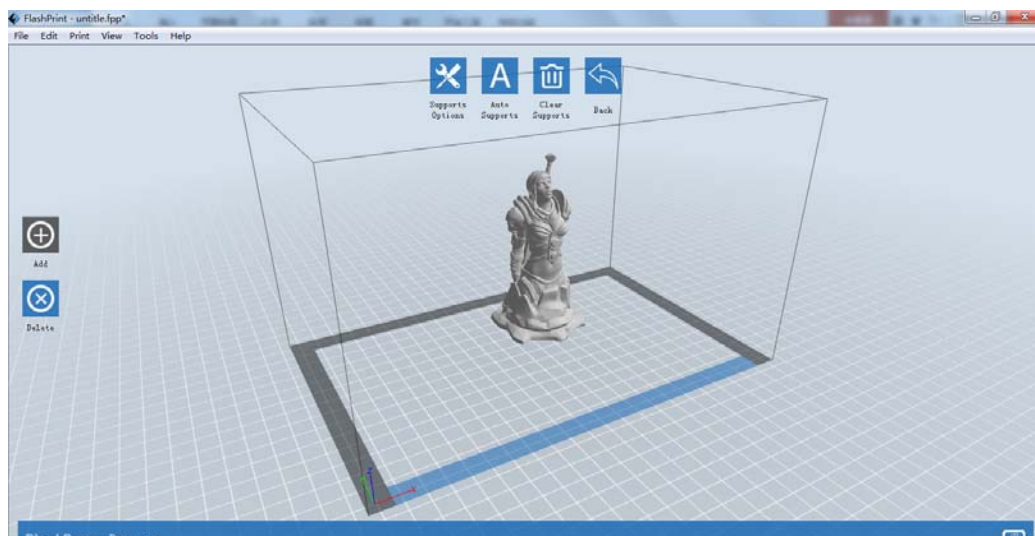 FlashPrint - untitle.fpp*
File Edit Print View Tools Help
Supports Options
Auto Supports
Clear Supports
Back
Add
Delete